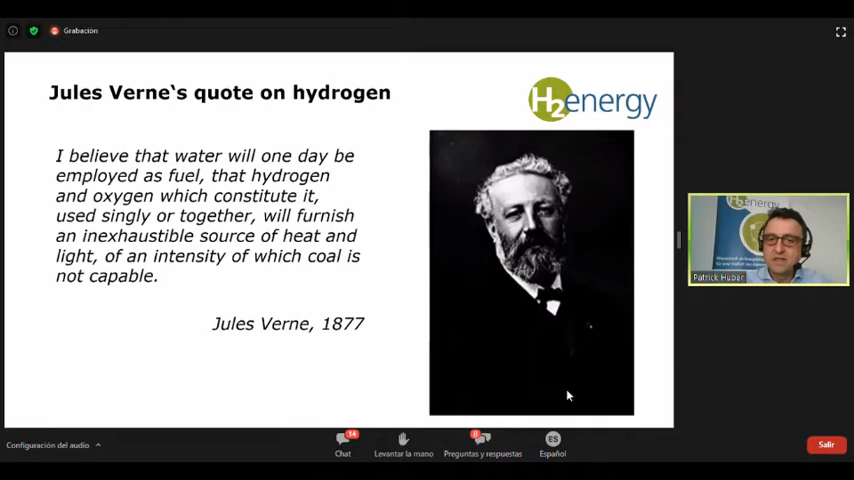 Grabación
Jules Verne's quote on hydrogen
H2energy
I believe that water will one day be
employed as fuel, that hydrogen
and oxygen which constitute it,
used singly or together, will furnish
an inexhaustible source of heat and
light, of an intensity of which coal is
not capable.
Jules Verne, 1877
energy
Patrick Huber
Configuración del audio
14
Chat
Levantar la mano
8
Preguntas y respuestas
ES
Español
Salir